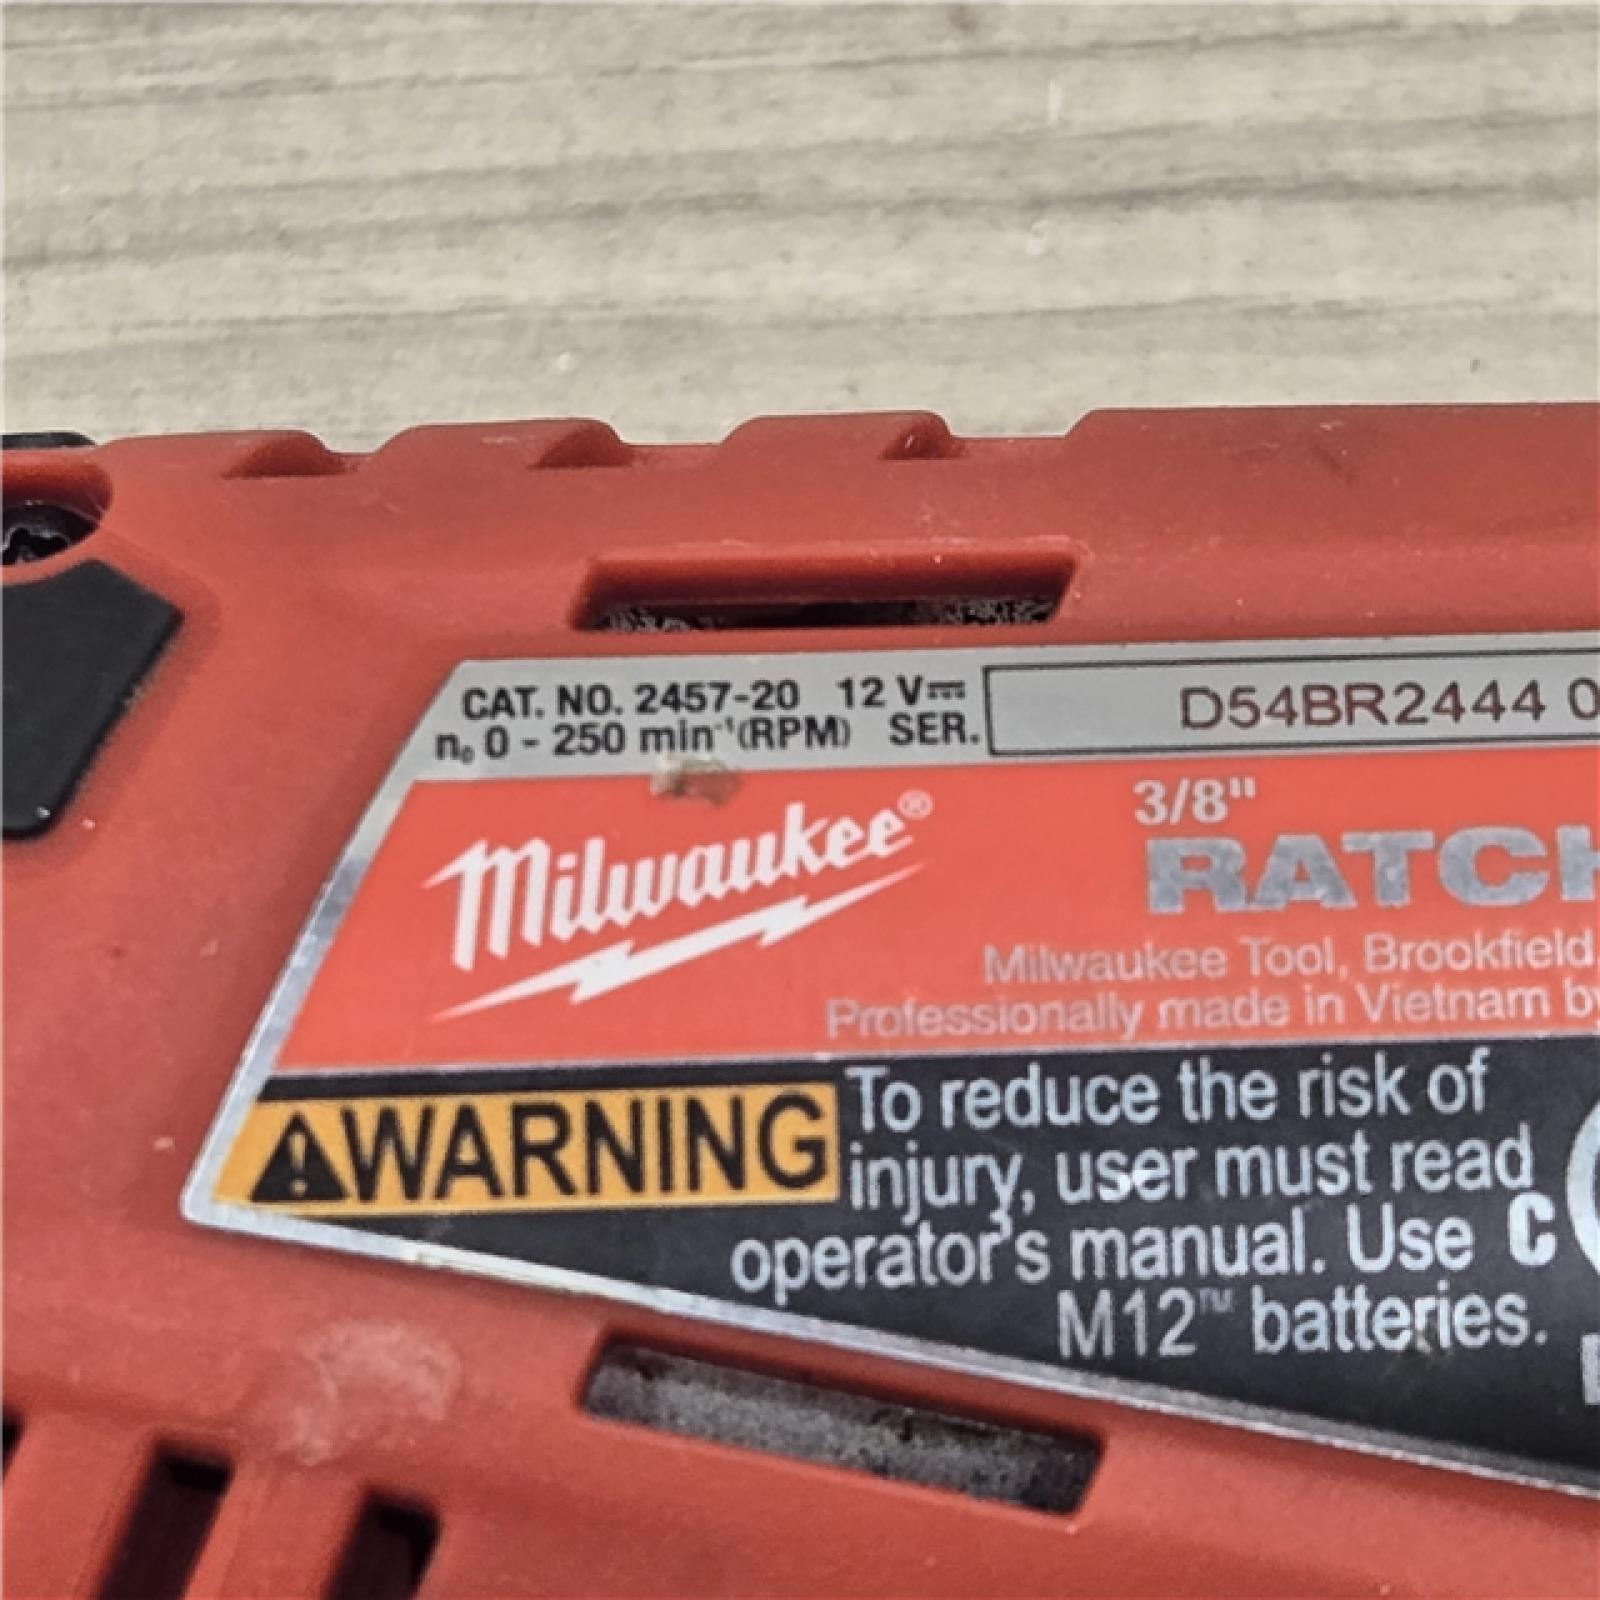 CAT. NO. 2457-20 12 V⎓
n₀ 0 - 250 min⁻¹(RPM) SER. D54BR2444 0
Milwaukee®
3/8"
RATCH
Milwaukee Tool, Brookfield,
Professionally made in Vietnam by
⚠WARNING To reduce the risk of
injury, user must read
operator's manual. Use
M12™ batteries.
C